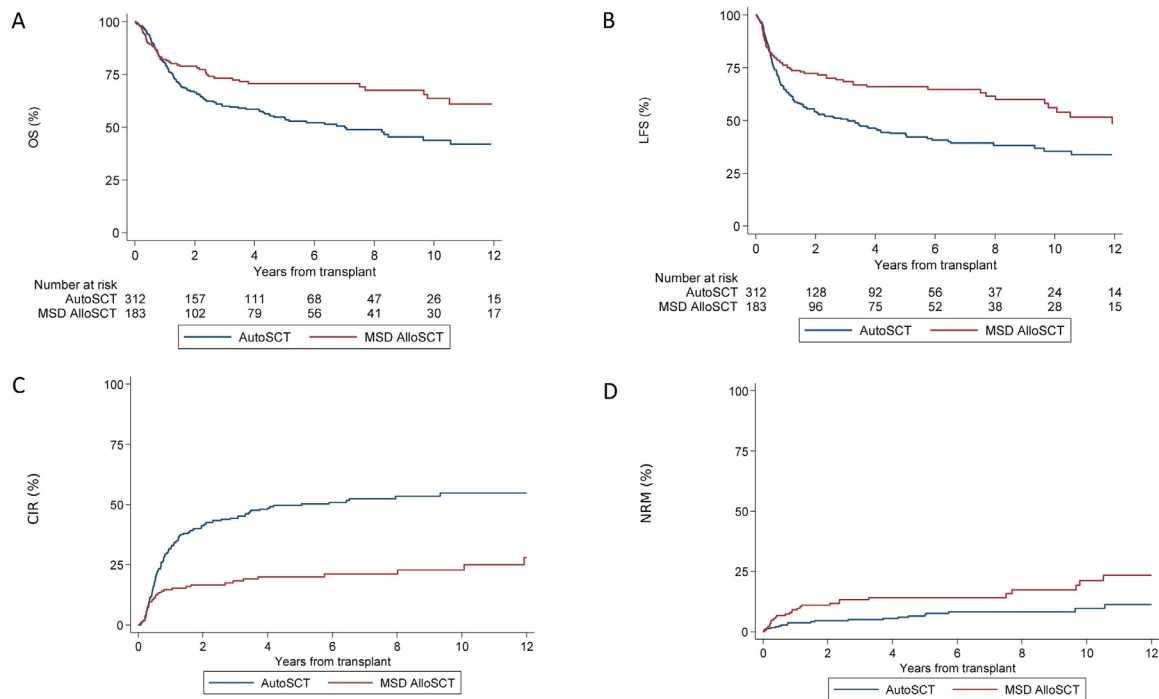 A
100
75
50
25
0
OS (%)
0 2 4 6 8 10 12
Years from transplant
Number at risk
AutoSCT 312 157 111 68 47 26 15
MSD AlloSCT 183 102 79 56 41 30 17
AutoSCT MSD AlloSCT
B
100
75
50
25
0
LFS (%)
0 2 4 6 8 10 12
Years from transplant
Number at risk
AutoSCT 312 128 92 56 37 24 14
MSD AlloSCT 183 96 75 52 38 28 15
AutoSCT MSD AlloSCT
C
100
75
50
25
0
CIR (%)
0 2 4 6 8 10 12
Years from transplant
AutoSCT MSD AlloSCT
D
100
75
50
25
0
NRM (%)
0 2 4 6 8 10 12
Years from transplant
AutoSCT MSD AlloSCT